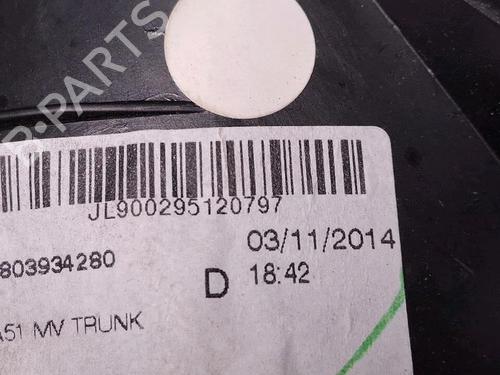 B-PARTS
JL900295120797
803934280
03/11/2014
D 18:42
A51 MV TRUNK